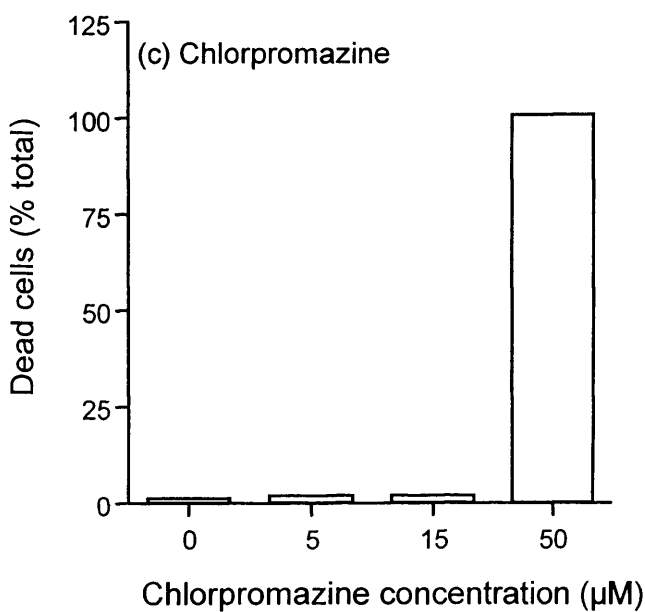 125
(c) Chlorpromazine
100
75
50
25
0
Dead cells (% total)
0 5 15 50
Chlorpromazine concentration (µM)